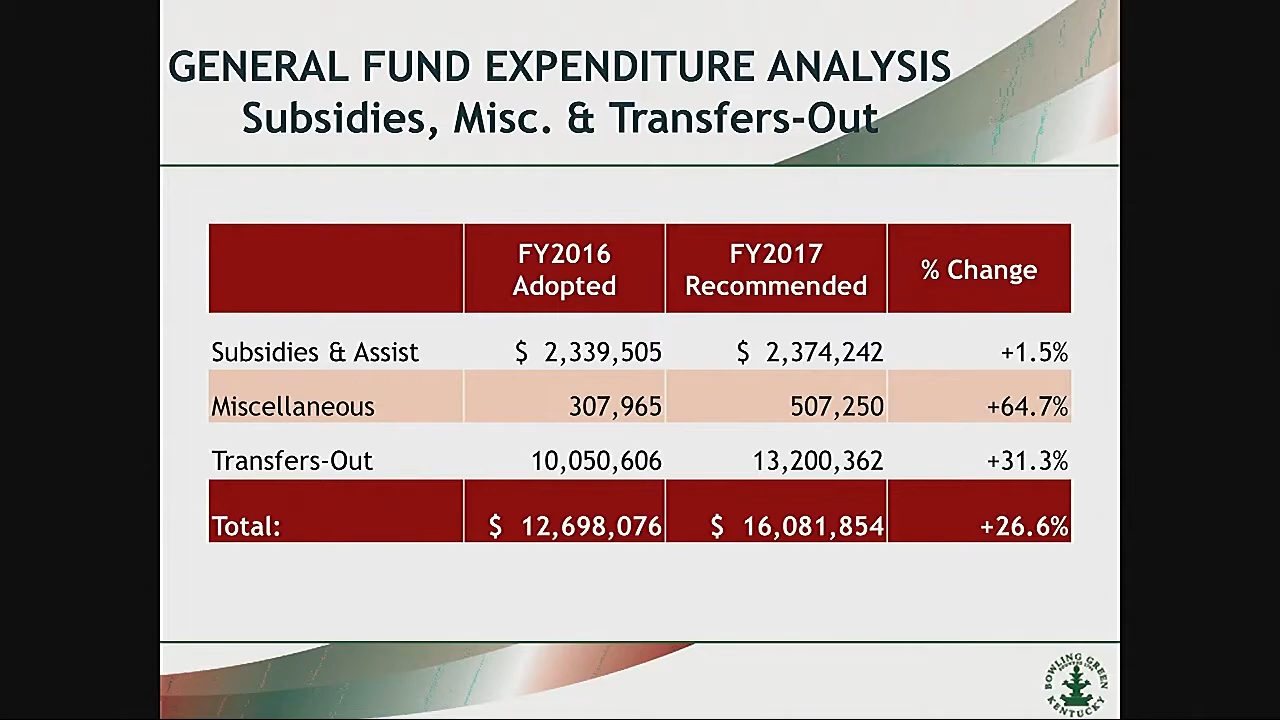 GENERAL FUND EXPENDITURE ANALYSIS
Subsidies, Misc. & Transfers-Out
FY2016 Adopted FY2017 Recommended % Change
Subsidies & Assist $ 2,339,505 $ 2,374,242 +1.5%
Miscellaneous 307,965 507,250 +64.7%
Transfers-Out 10,050,606 13,200,362 +31.3%
Total: $ 12,698,076 $ 16,081,854 +26.6%
BOWLING GREEN
KENTUCKY